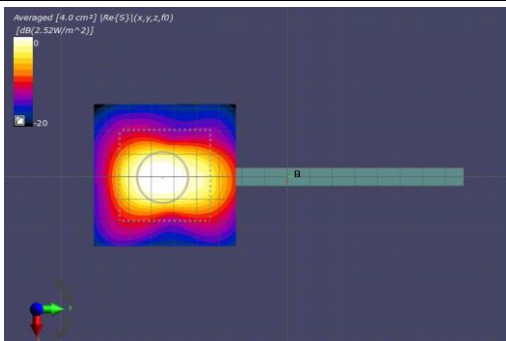 Averaged [4.0 cm²] |Re{S}|(x,y,z,f0)
[dB(2.52W/m^2)]
0
-20